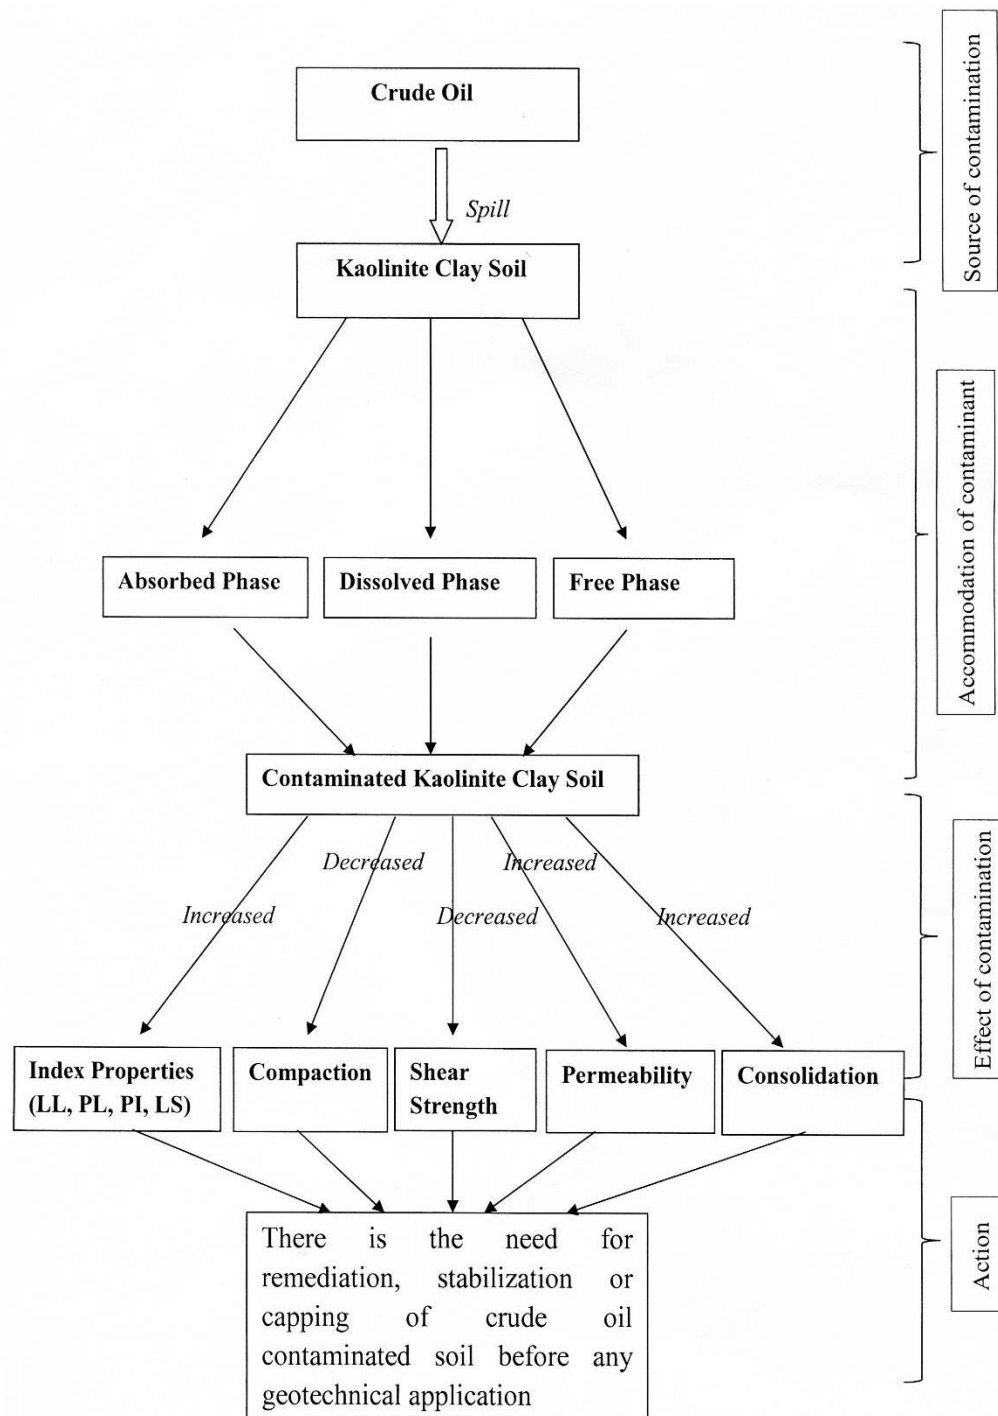 Crude Oil
Spill
Kaolinite Clay Soil
Absorbed Phase
Dissolved Phase
Free Phase
Contaminated Kaolinite Clay Soil
Decreased
Increased
Increased
Decreased
Increased
Index Properties
(LL, PL, PI, LS)
Compaction
Shear
Strength
Permeability
Consolidation
There is the need for
remediation, stabilization or
capping of crude oil
contaminated soil before any
geotechnical application
Source of contamination
Accommodation of contaminant
Effect of contamination
Action